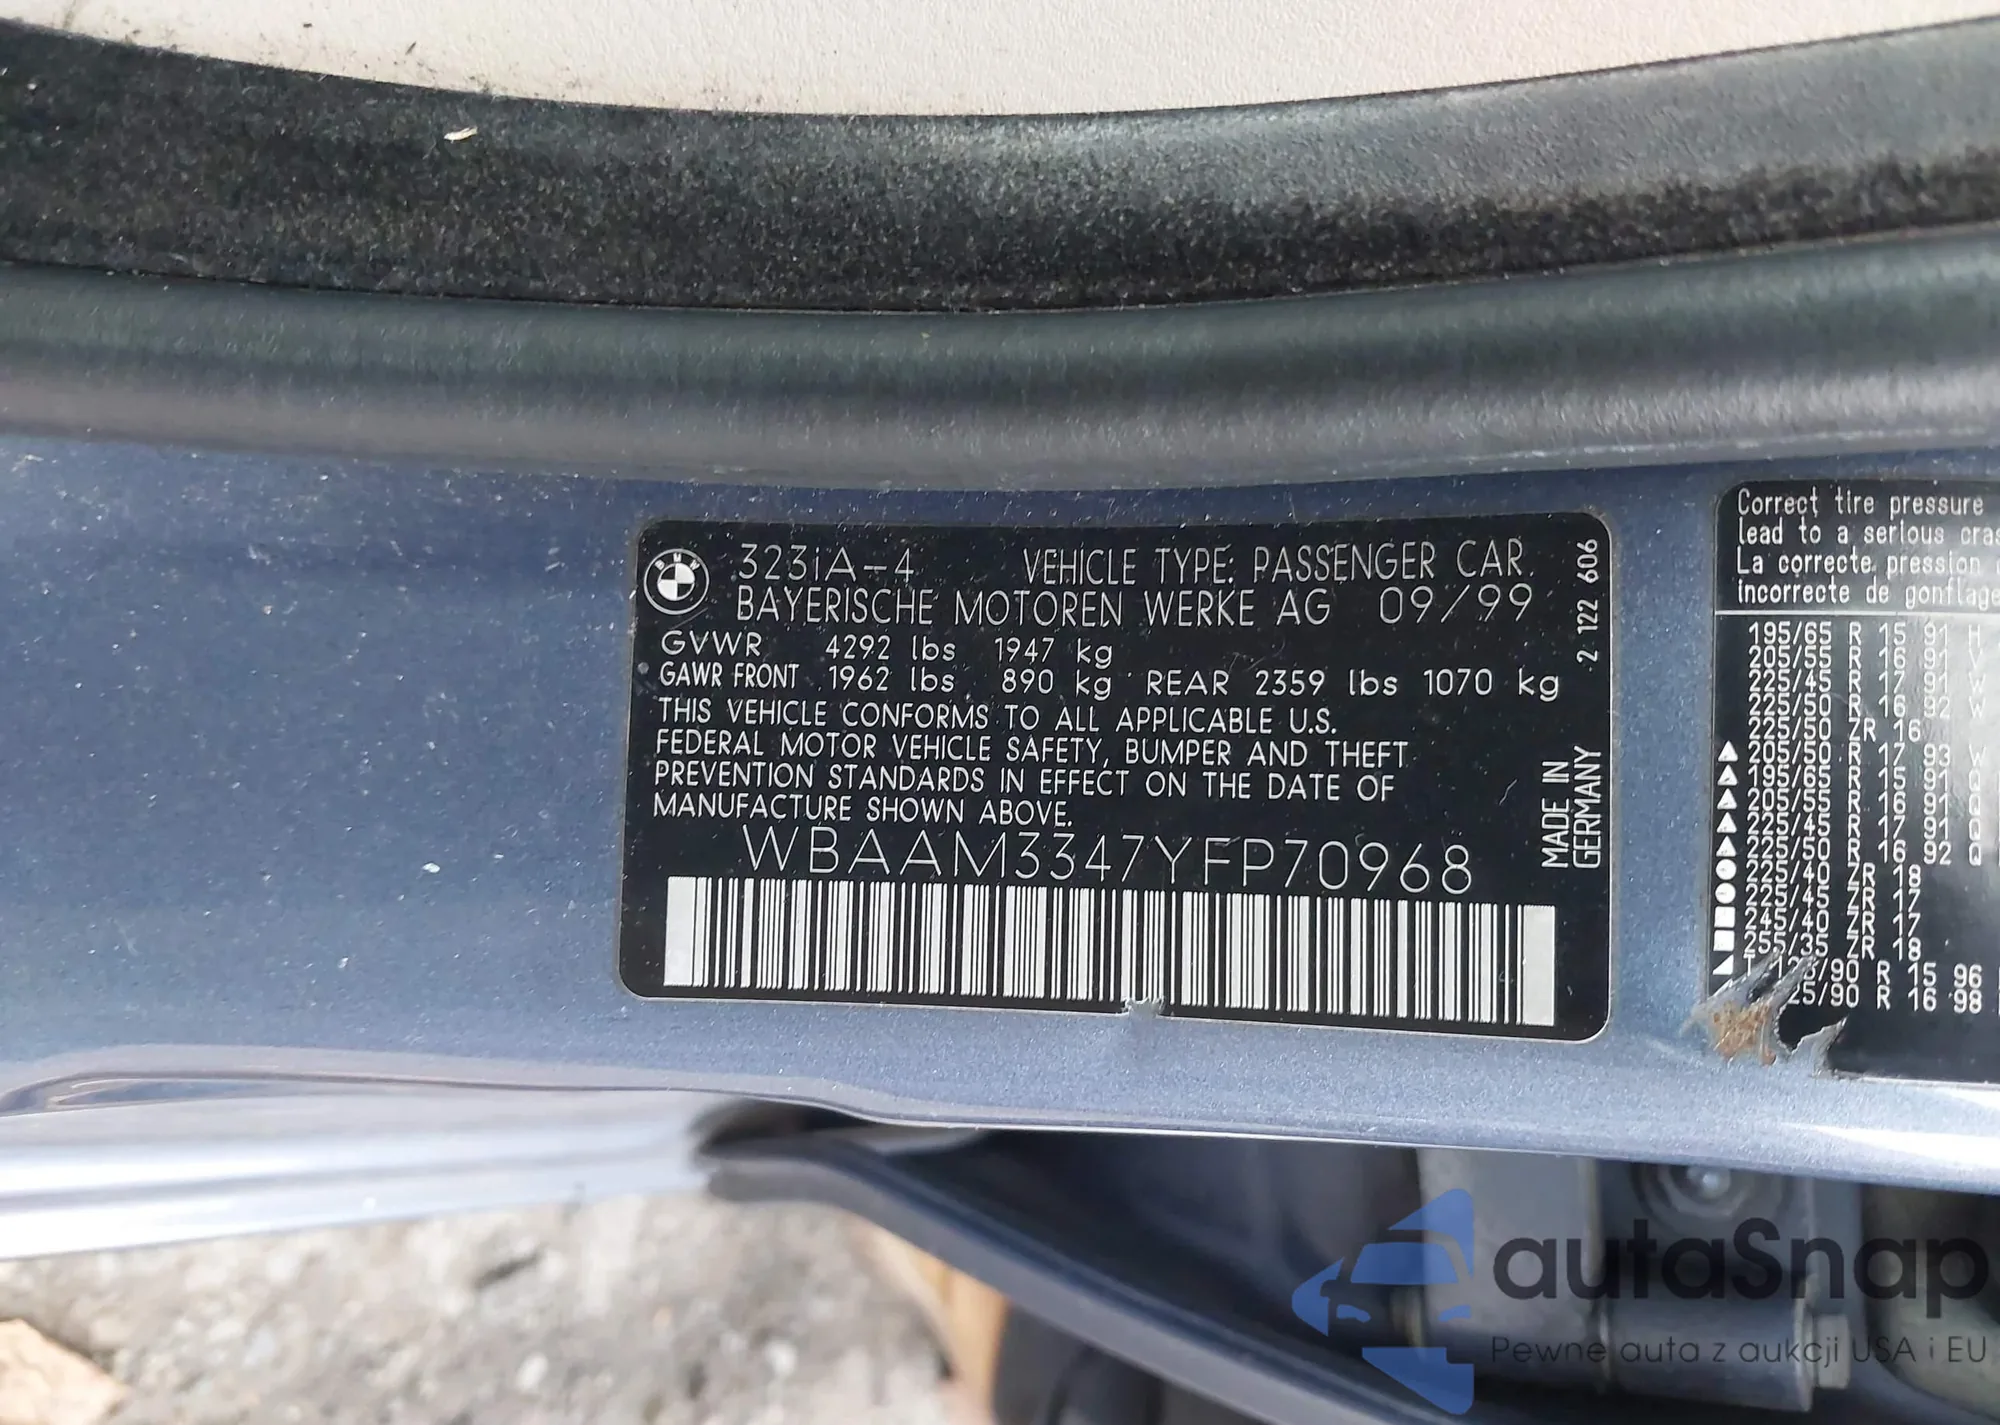 BMW
323iA-4 VEHICLE TYPE: PASSENGER CAR
BAYERISCHE MOTOREN WERKE AG 09/99
GVWR 4292 lbs 1947 kg
GAWR FRONT 1962 lbs 890 kg REAR 2359 lbs 1070 kg
THIS VEHICLE CONFORMS TO ALL APPLICABLE U.S.
FEDERAL MOTOR VEHICLE SAFETY, BUMPER AND THEFT
PREVENTION STANDARDS IN EFFECT ON THE DATE OF
MANUFACTURE SHOWN ABOVE.
WBAAM3347YFP70968
2 122 606
MADE IN
GERMANY
Correct tire pressure
lead to a serious
La correcte pression
incorrecte de
195/65 R 15 91 H
205/55 R 16 91 V
225/45 R 17 91 W
225/50 R 16 92 W
225/50 ZR 16
205/50 R 17 93 W
195/65 R 15 91 Q
205/55 R 16 91 Q
225/45 R 17 91 Q
225/50 R 16 92 Q
225/40 ZR 18
225/45 ZR 17
245/40 ZR 17
255/35 ZR 18
R 15 96
R 16 98
autaSnap
Pewne auta z aukcji USA i EU